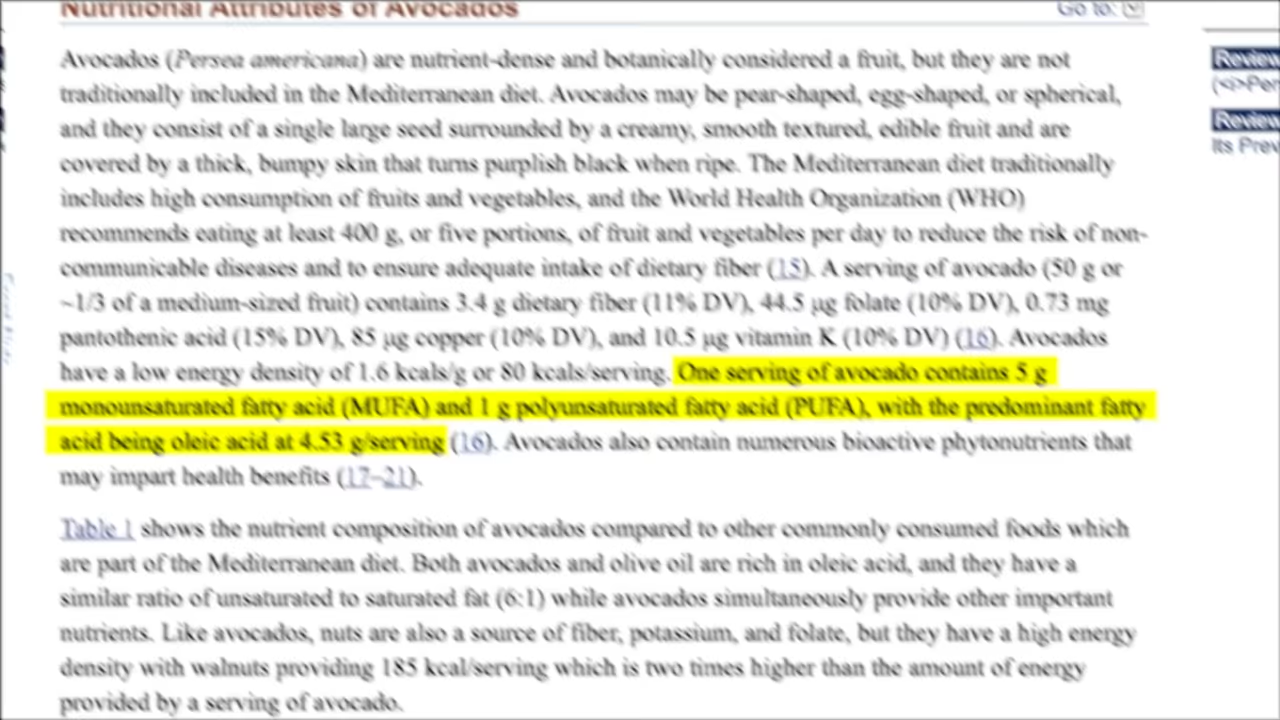 Nutritional Attributes of Avocados
Go to:
Avocados (Persea americana) are nutrient-dense and botanically considered a fruit, but they are not
traditionally included in the Mediterranean diet. Avocados may be pear-shaped, egg-shaped, or spherical,
and they consist of a single large seed surrounded by a creamy, smooth textured, edible fruit and are
covered by a thick, bumpy skin that turns purplish black when ripe. The Mediterranean diet traditionally
includes high consumption of fruits and vegetables, and the World Health Organization (WHO)
recommends eating at least 400 g, or five portions, of fruit and vegetables per day to reduce the risk of non-
communicable diseases and to ensure adequate intake of dietary fiber (15). A serving of avocado (50 g or
~1/3 of a medium-sized fruit) contains 3.4 g dietary fiber (11% DV), 44.5 μg folate (10% DV), 0.73 mg
pantothenic acid (15% DV), 85 μg copper (10% DV), and 10.5 μg vitamin K (10% DV) (16). Avocados
have a low energy density of 1.6 kcals/g or 80 kcals/serving. One serving of avocado contains 5 g
monounsaturated fatty acid (MUFA) and 1 g polyunsaturated fatty acid (PUFA), with the predominant fatty
acid being oleic acid at 4.53 g/serving (16). Avocados also contain numerous bioactive phytonutrients that
may impart health benefits (17–21).
Table 1 shows the nutrient composition of avocados compared to other commonly consumed foods which
are part of the Mediterranean diet. Both avocados and olive oil are rich in oleic acid, and they have a
similar ratio of unsaturated to saturated fat (6:1) while avocados simultaneously provide other important
nutrients. Like avocados, nuts are also a source of fiber, potassium, and folate, but they have a high energy
density with walnuts providing 185 kcal/serving which is two times higher than the amount of energy
provided by a serving of avocado.
Review
(<i>Per
Review
Its Prev